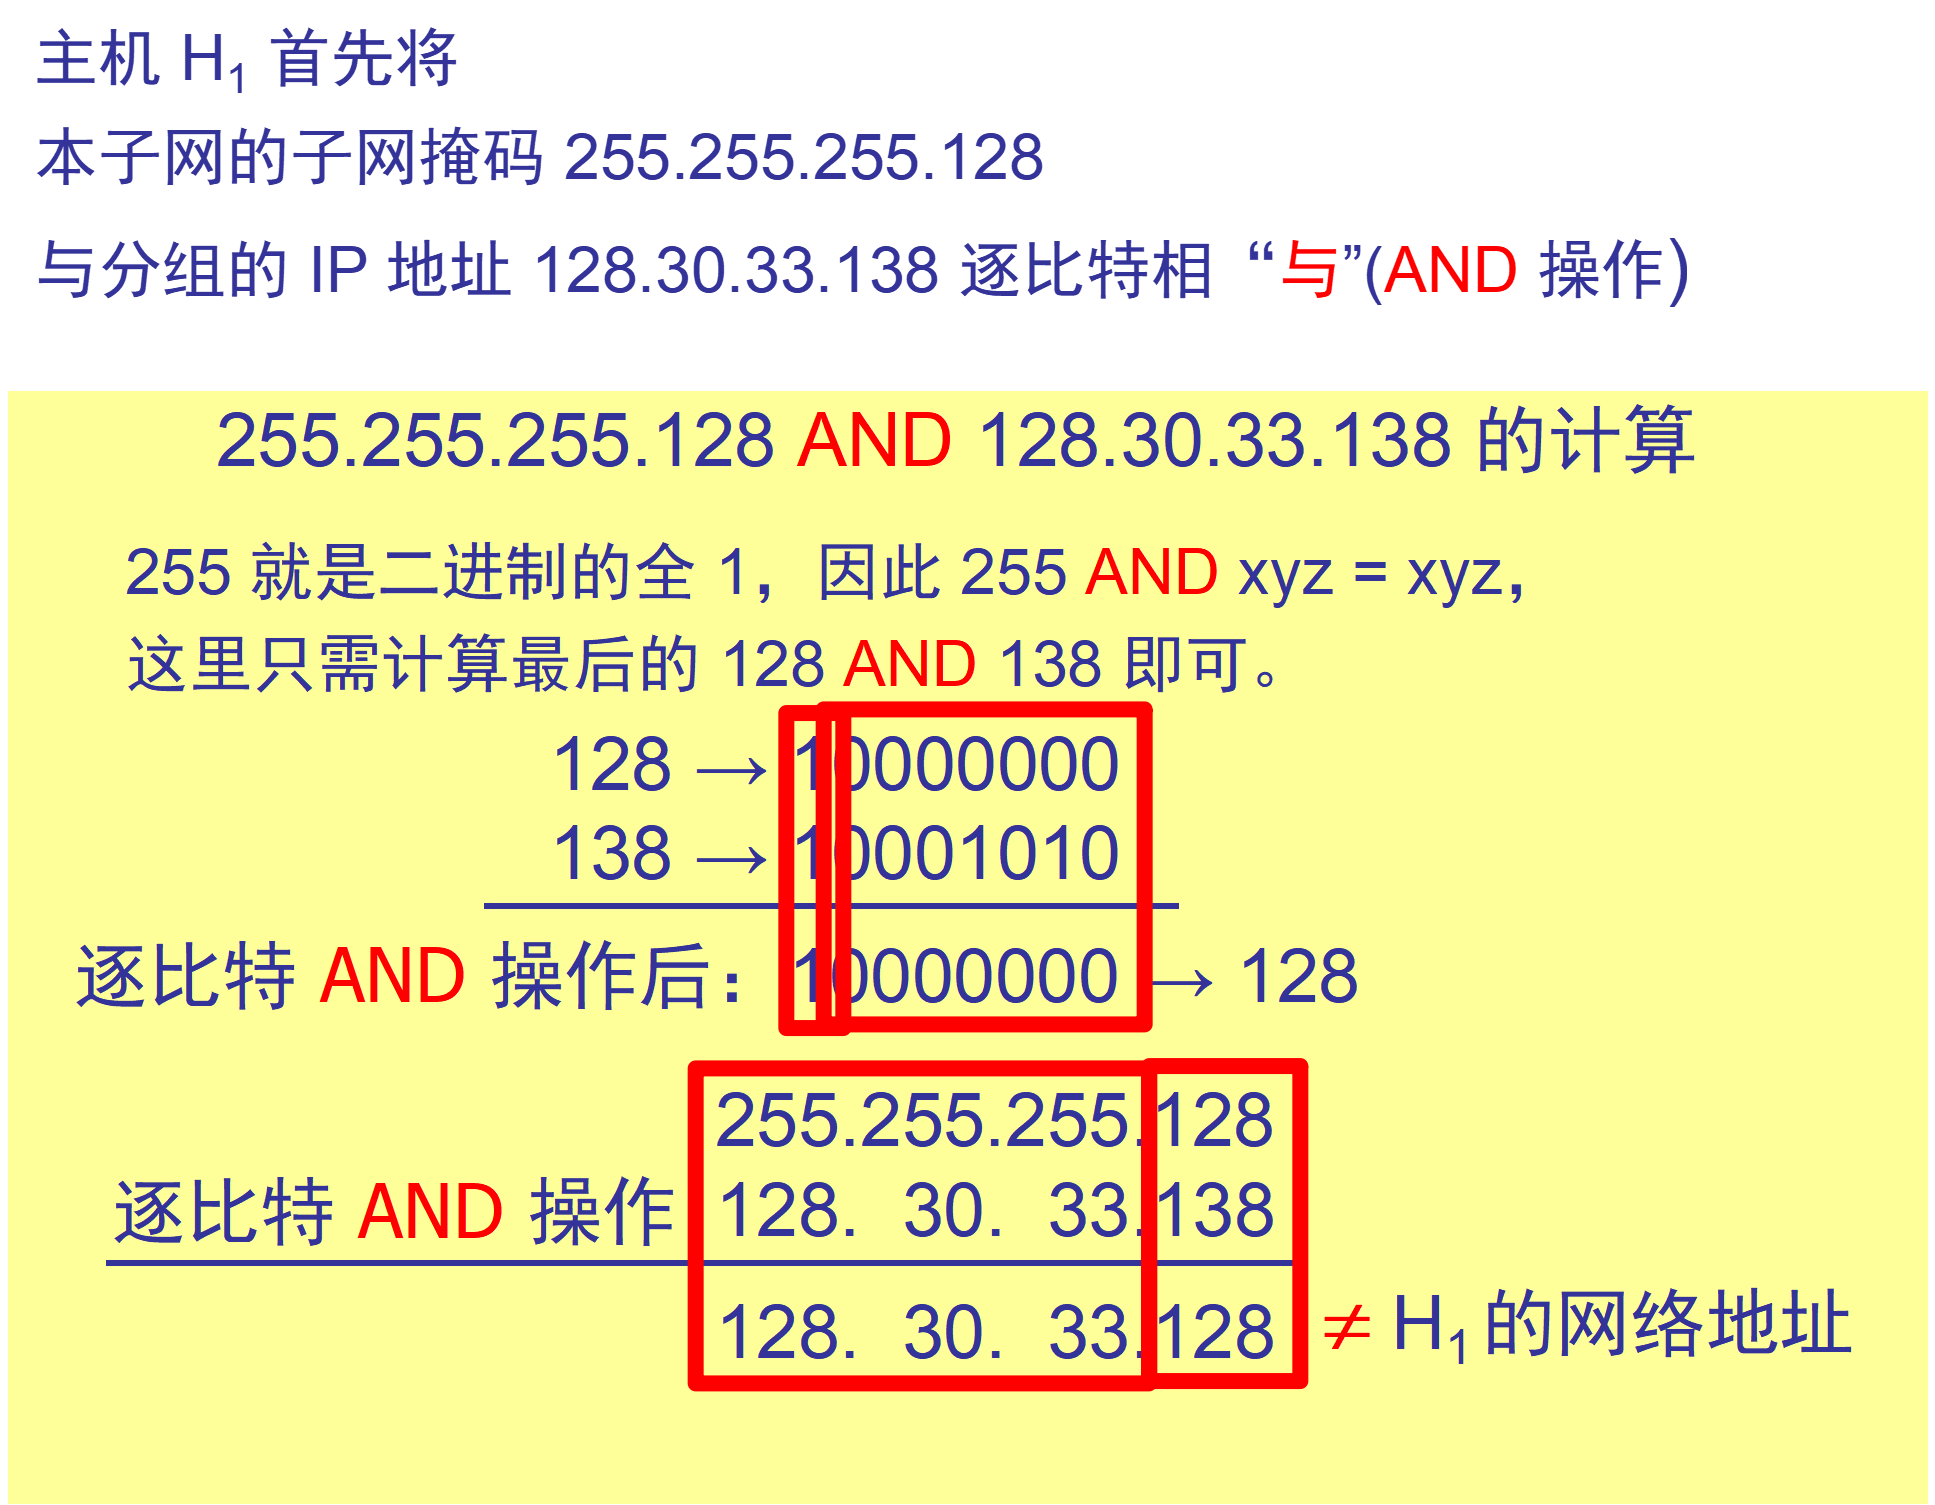 主机 H1 首先将
本子网的子网掩码 255.255.255.128
与分组的 IP 地址 128.30.33.138 逐比特相 “与”(AND 操作)
255.255.255.128 AND 128.30.33.138 的计算
255 就是二进制的全 1，因此 255 AND xyz = xyz，
这里只需计算最后的 128 AND 138 即可。
128 → 10000000
138 → 10001010
逐比特 AND 操作后：10000000 → 128
255.255.255.128
逐比特 AND 操作 128. 30. 33.138
128. 30. 33.128 ≠ H1 的网络地址